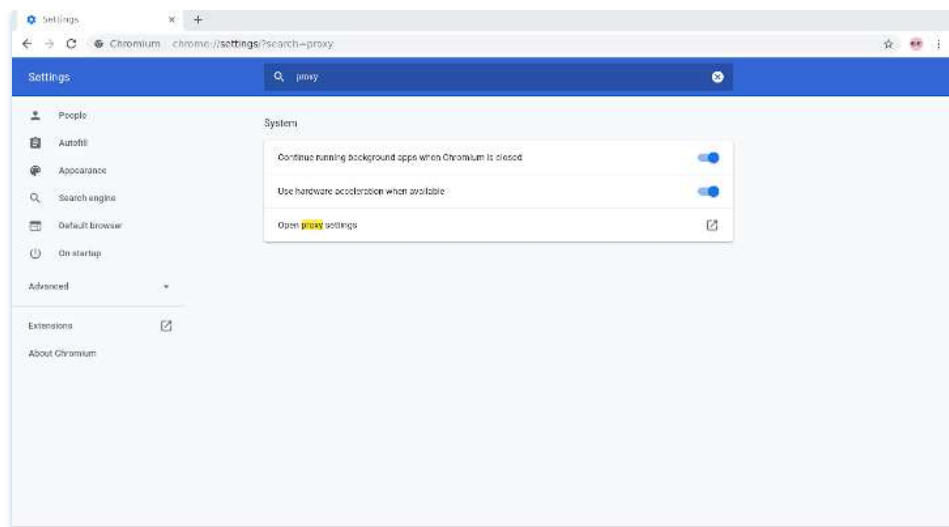 Settings
Chromium chrome://settings/?search=proxy
Settings
proxy
People
Autofill
Appearance
Search engine
Default browser
On startup
Advanced
Extensions
About Chromium
System
Continue running background apps when Chromium is closed
Use hardware acceleration when available
Open proxy settings